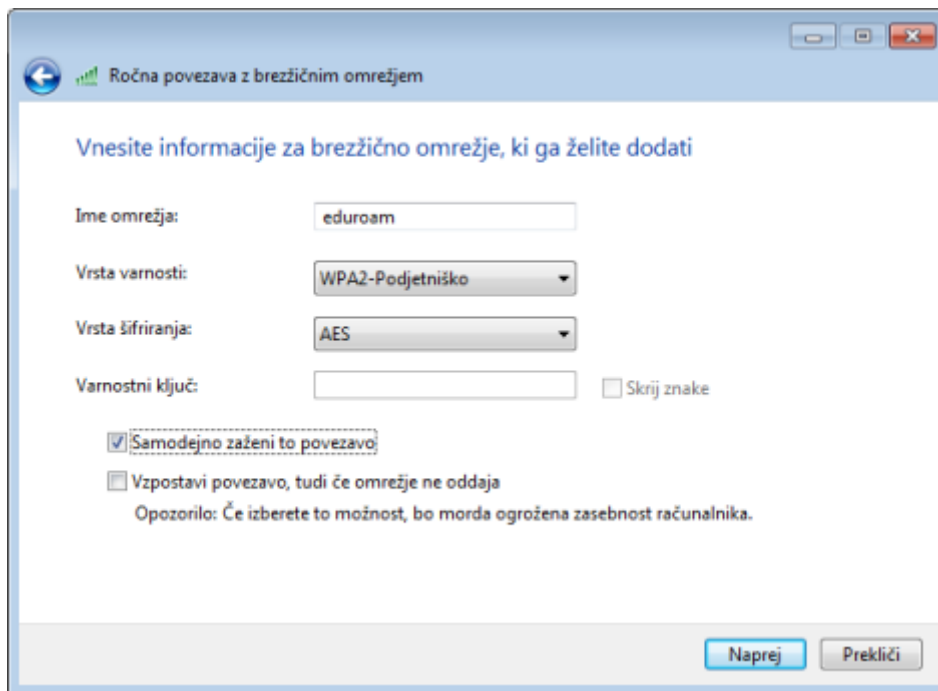 Ročna povezava z brezžičnim omrežjem
Vnesite informacije za brezžično omrežje, ki ga želite dodati
Ime omrežja: eduroam
Vrsta varnosti: WPA2-Podjetniško
Vrsta šifriranja: AES
Varnostni ključ: Skrij znake
Samodejno zaženi to povezavo
Vzpostavi povezavo, tudi če omrežje ne oddaja
Opozorilo: Če izberete to možnost, bo morda ogrožena zasebnost računalnika.
Naprej Prekliči